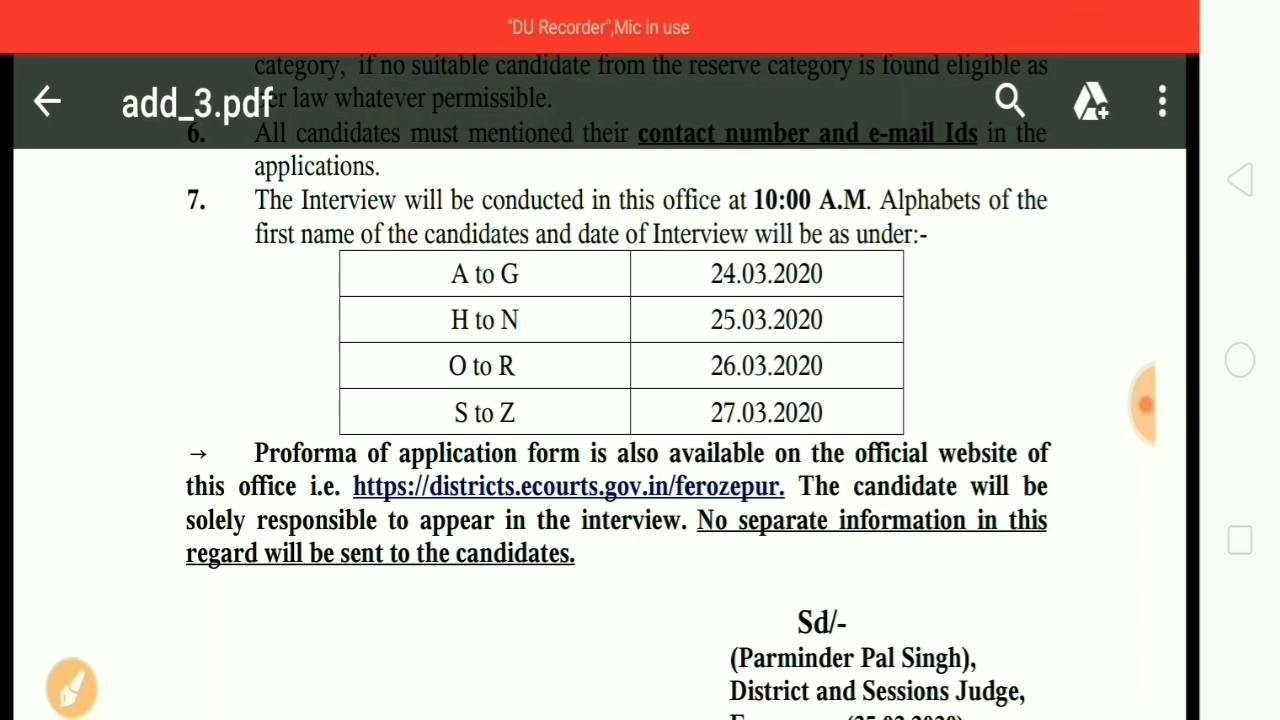 "DU Recorder",Mic in use
category, if no suitable candidate from the reserve category is found eligible as
add_3.pdf
law whatever permissible.
6. All candidates must mentioned their contact number and e-mail Ids in the
applications.
7. The Interview will be conducted in this office at 10:00 A.M. Alphabets of the
first name of the candidates and date of Interview will be as under:-
A to G 24.03.2020
H to N 25.03.2020
O to R 26.03.2020
S to Z 27.03.2020
→ Proforma of application form is also available on the official website of
this office i.e. https://districts.ecourts.gov.in/ferozepur. The candidate will be
solely responsible to appear in the interview. No separate information in this
regard will be sent to the candidates.
Sd/-
(Parminder Pal Singh),
District and Sessions Judge,